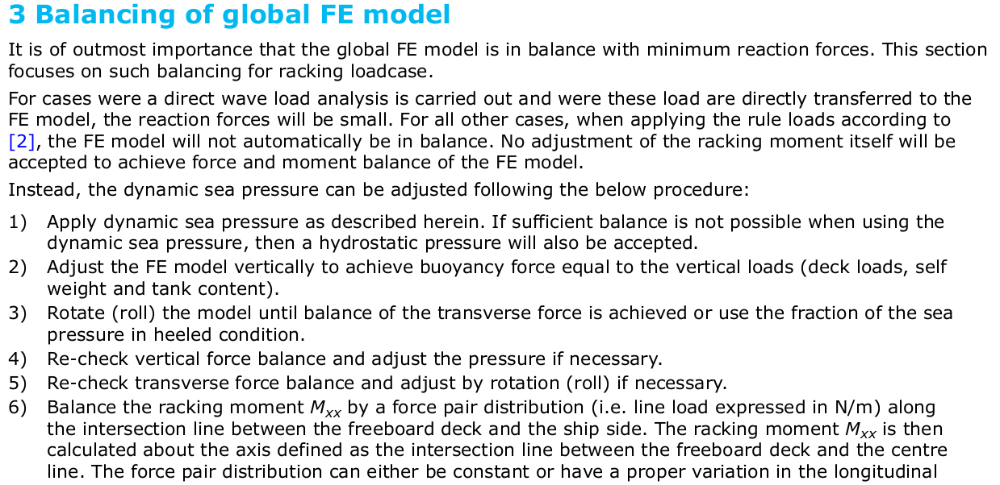 3 Balancing of global FE model
It is of outmost importance that the global FE model is in balance with minimum reaction forces. This section
focuses on such balancing for racking loadcase.
For cases were a direct wave load analysis is carried out and were these load are directly transferred to the
FE model, the reaction forces will be small. For all other cases, when applying the rule loads according to
[2], the FE model will not automatically be in balance. No adjustment of the racking moment itself will be
accepted to achieve force and moment balance of the FE model.
Instead, the dynamic sea pressure can be adjusted following the below procedure:
1) Apply dynamic sea pressure as described herein. If sufficient balance is not possible when using the
dynamic sea pressure, then a hydrostatic pressure will also be accepted.
2) Adjust the FE model vertically to achieve buoyancy force equal to the vertical loads (deck loads, self
weight and tank content).
3) Rotate (roll) the model until balance of the transverse force is achieved or use the fraction of the sea
pressure in heeled condition.
4) Re-check vertical force balance and adjust the pressure if necessary.
5) Re-check transverse force balance and adjust by rotation (roll) if necessary.
6) Balance the racking moment Mxx by a force pair distribution (i.e. line load expressed in N/m) along
the intersection line between the freeboard deck and the ship side. The racking moment Mxx is then
calculated about the axis defined as the intersection line between the freeboard deck and the centre
line. The force pair distribution can either be constant or have a proper variation in the longitudinal